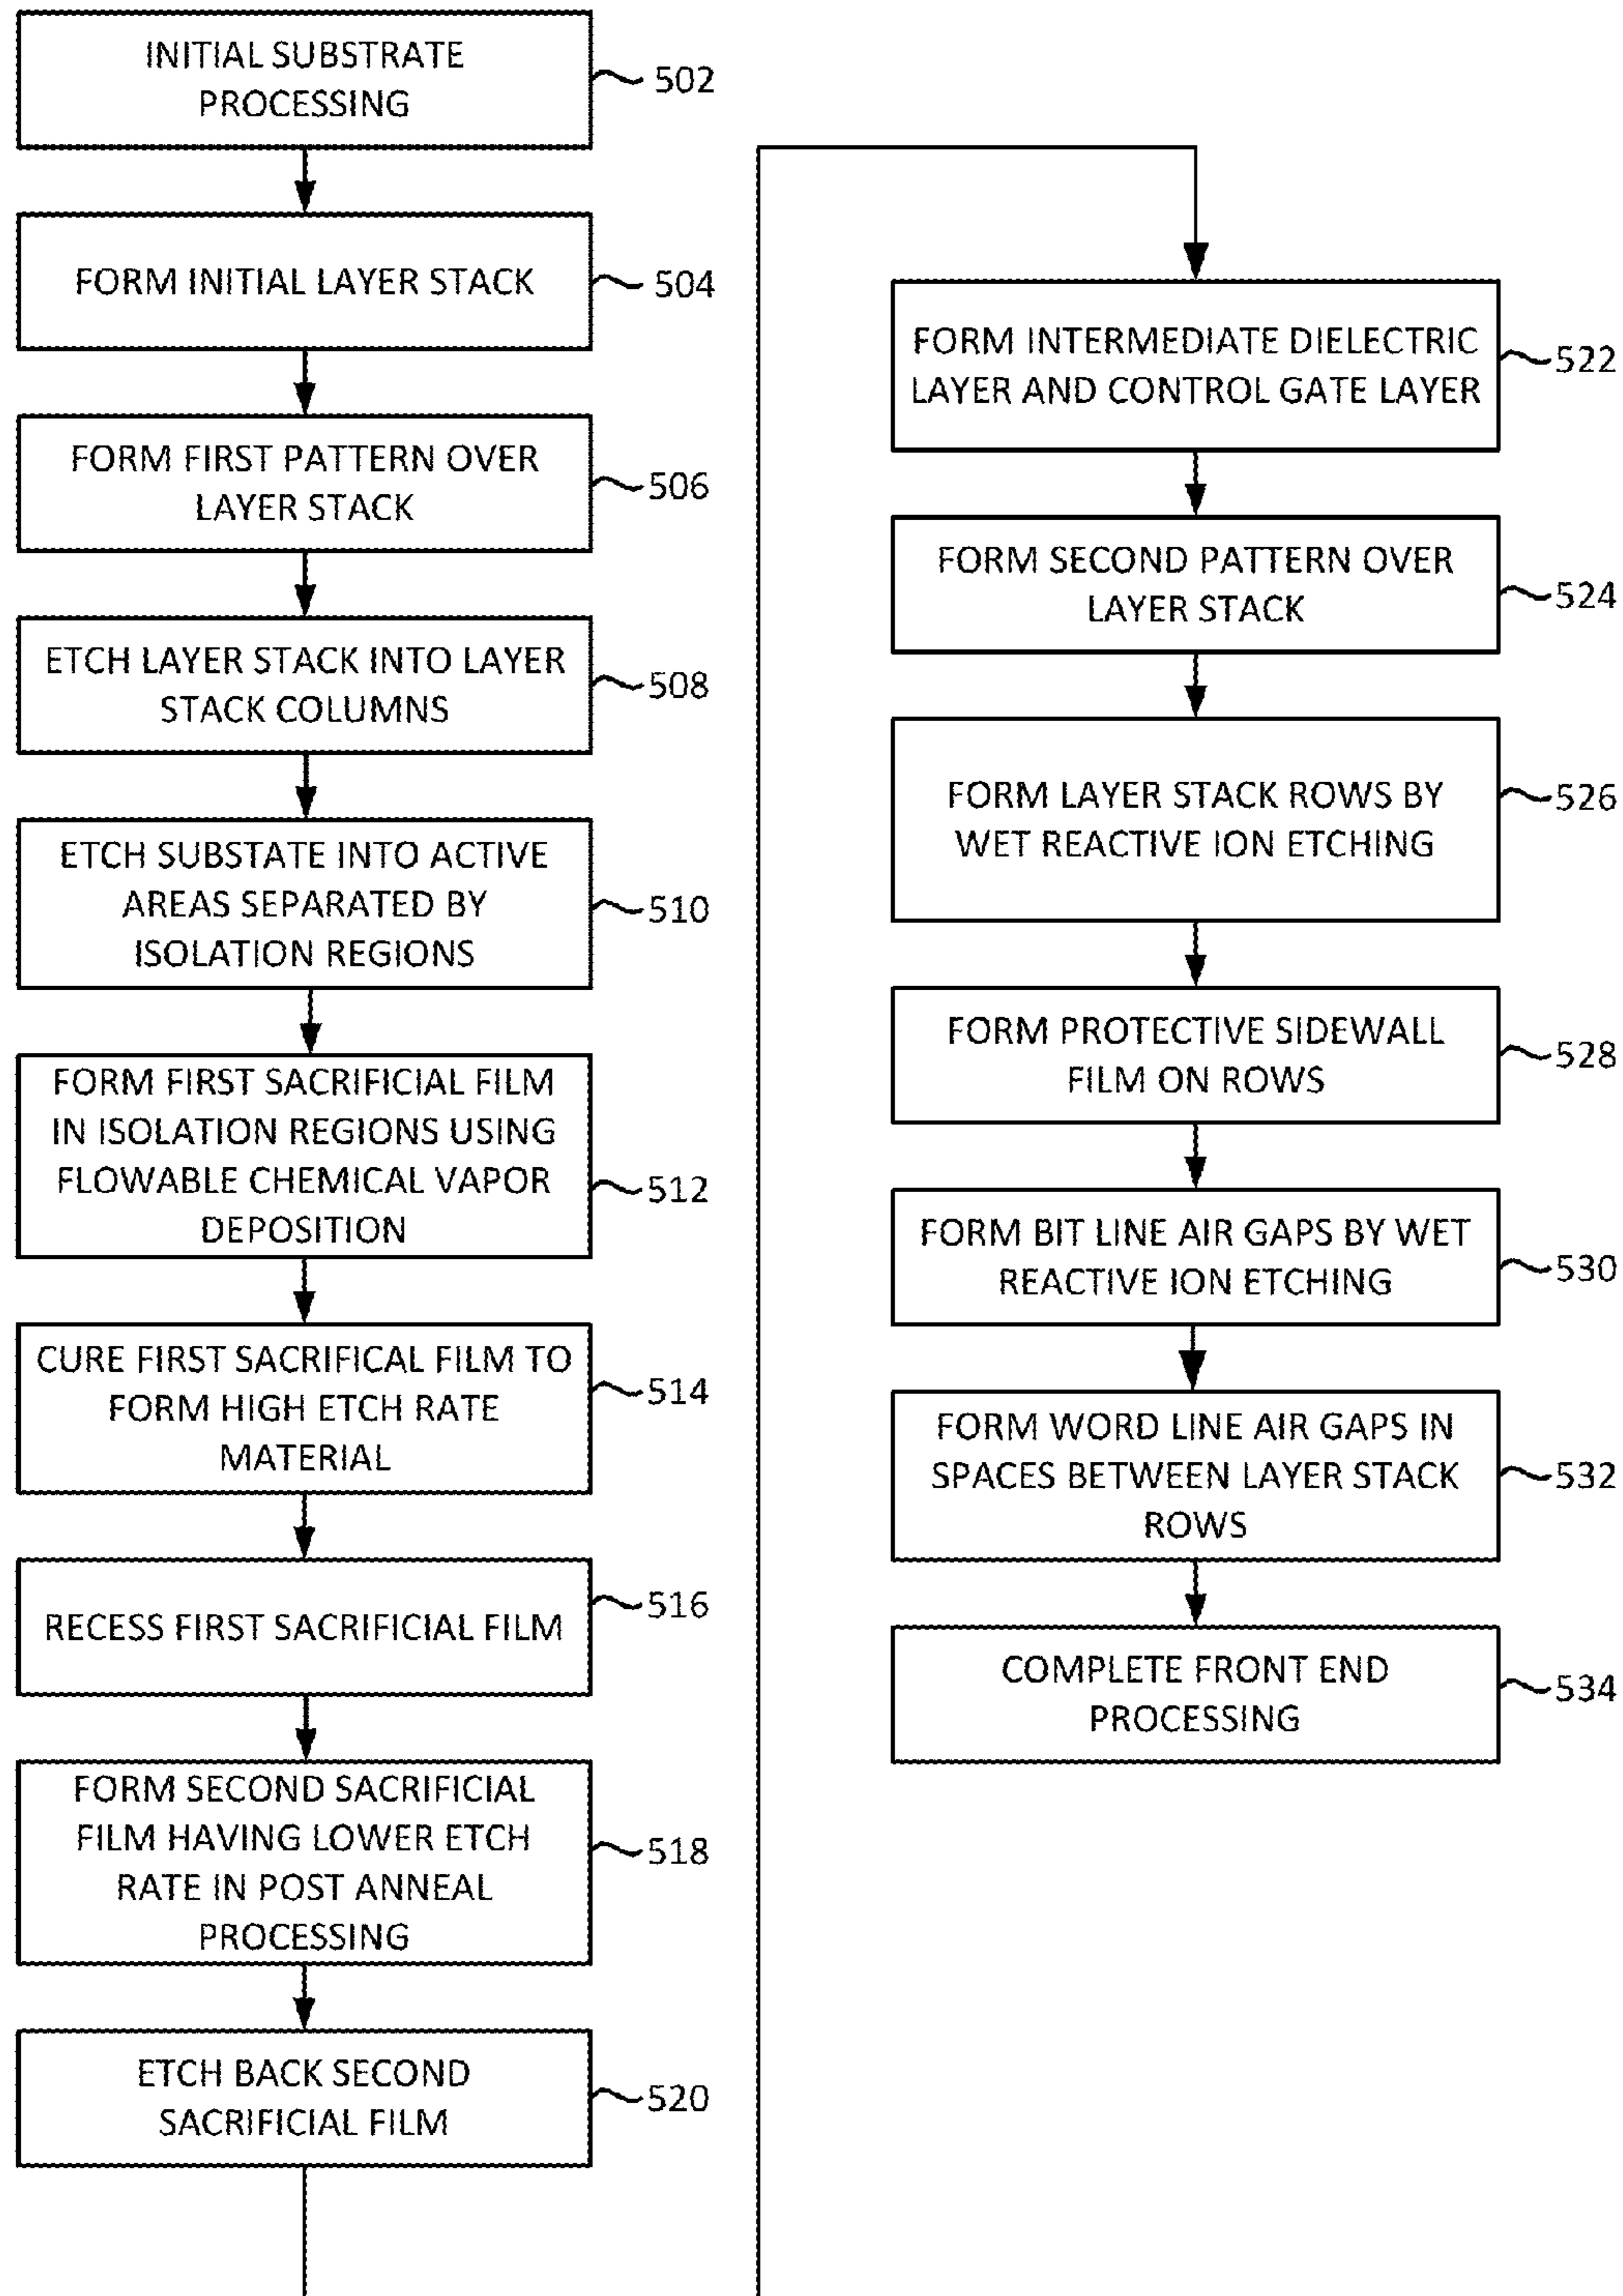 INITIAL SUBSTRATE
PROCESSING
502
FORM INITIAL LAYER STACK
504
FORM FIRST PATTERN OVER
LAYER STACK
506
ETCH LAYER STACK INTO LAYER
STACK COLUMNS
508
ETCH SUBSTATE INTO ACTIVE
AREAS SEPARATED BY
ISOLATION REGIONS
510
FORM FIRST SACRIFICIAL FILM
IN ISOLATION REGIONS USING
FLOWABLE CHEMICAL VAPOR
DEPOSITION
512
CURE FIRST SACRIFICAL FILM TO
FORM HIGH ETCH RATE
MATERIAL
514
RECESS FIRST SACRIFICIAL FILM
516
FORM SECOND SACRIFICIAL
FILM HAVING LOWER ETCH
RATE IN POST ANNEAL
PROCESSING
518
ETCH BACK SECOND
SACRIFICIAL FILM
520
FORM INTERMEDIATE DIELECTRIC
LAYER AND CONTROL GATE LAYER
522
FORM SECOND PATTERN OVER
LAYER STACK
524
FORM LAYER STACK ROWS BY
WET REACTIVE ION ETCHING
526
FORM PROTECTIVE SIDEWALL
FILM ON ROWS
528
FORM BIT LINE AIR GAPS BY WET
REACTIVE ION ETCHING
530
FORM WORD LINE AIR GAPS IN
SPACES BETWEEN LAYER STACK
ROWS
532
COMPLETE FRONT END
PROCESSING
534